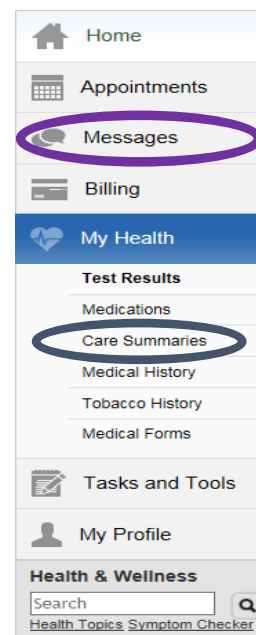 Home
Appointments
Messages
Billing
My Health
Test Results
Medications
Care Summaries
Medical History
Tobacco History
Medical Forms
Tasks and Tools
My Profile
Health & Wellness
Search
Health Topics Symptom Checker